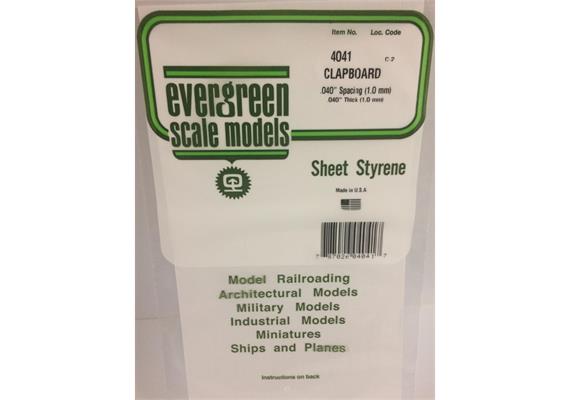 Item No. Loc. Code
4041 C-2
CLAPBOARD
.040" Spacing (1.0 mm)
.040" Thick (1.0 mm)
evergreen
scale models
Sheet Styrene
Made in U.S.A
Model Railroading
Architectural Models
Military Models
Industrial Models
Miniatures
Ships and Planes
Instructions on back